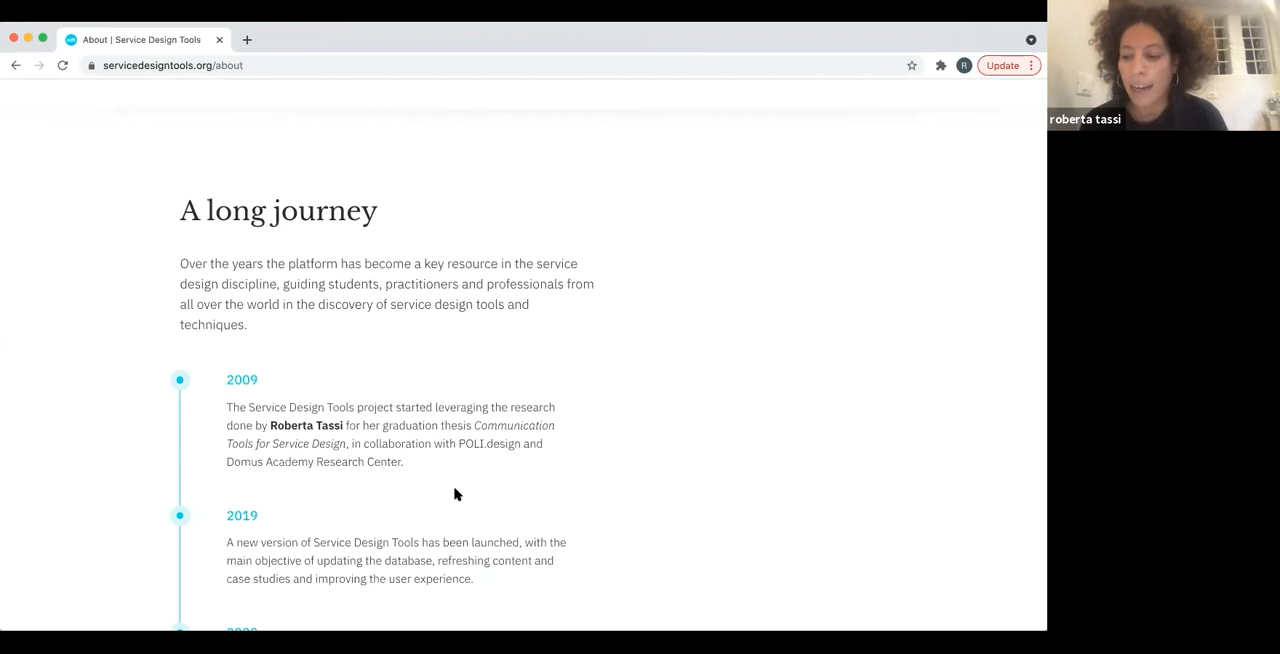 About | Service Design Tools
servicedesigntools.org/about
R
Update
roberta tassi
A long journey
Over the years the platform has become a key resource in the service
design discipline, guiding students, practitioners and professionals from
all over the world in the discovery of service design tools and
techniques.
2009
The Service Design Tools project started leveraging the research
done by Roberta Tassi for her graduation thesis Communication
Tools for Service Design, in collaboration with POLI.design and
Domus Academy Research Center.
2019
A new version of Service Design Tools has been launched, with the
main objective of updating the database, refreshing content and
case studies and improving the user experience.